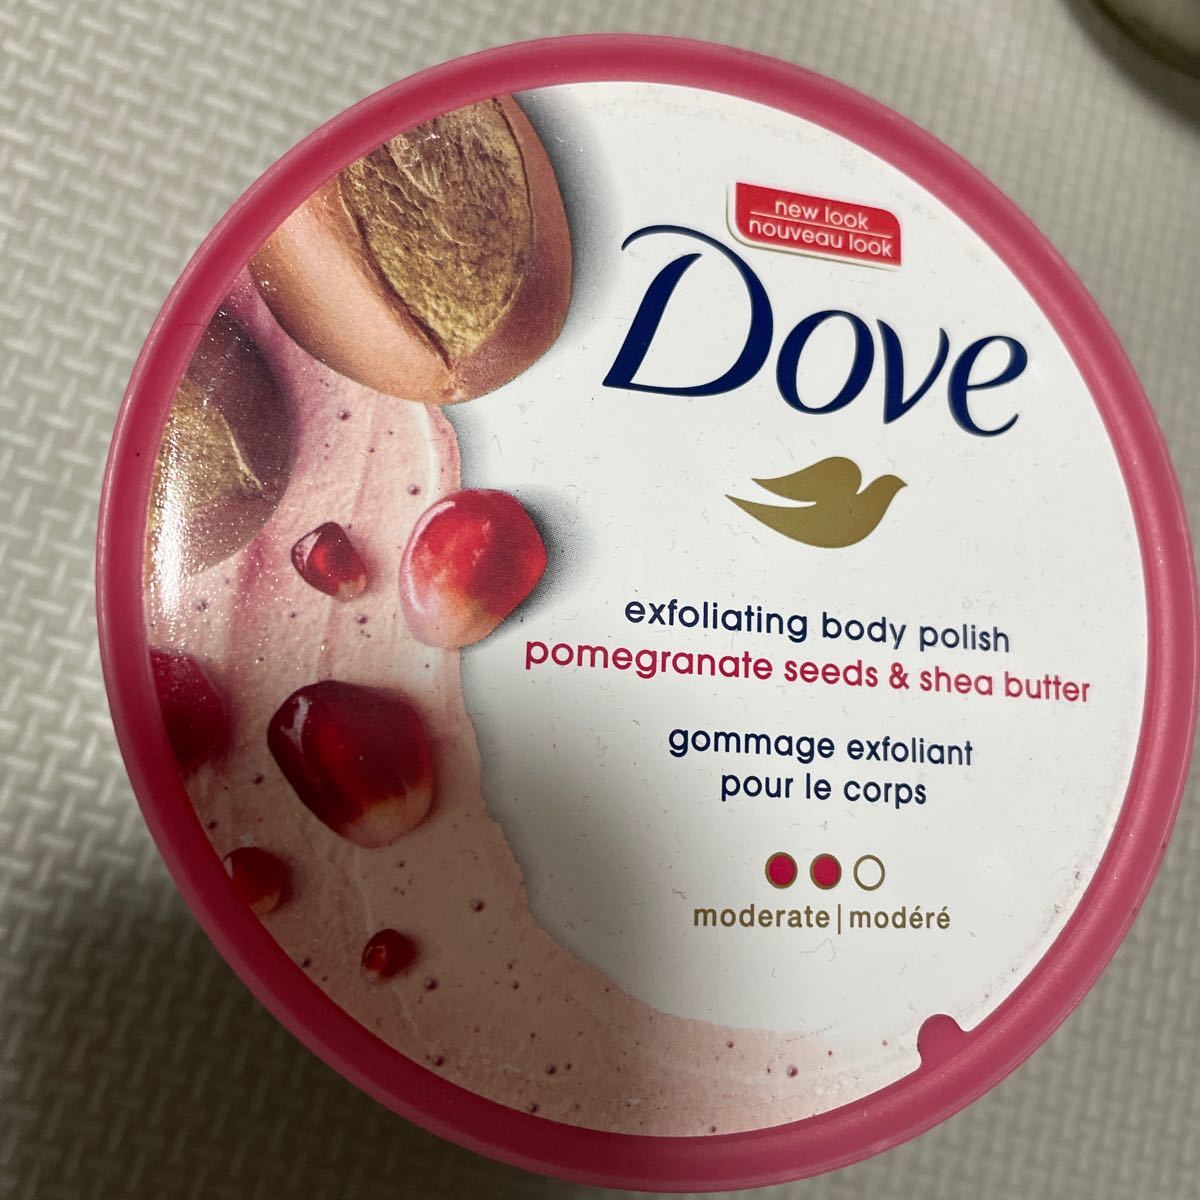 new look
nouveau look
Dove
exfoliating body polish
pomegranate seeds & shea butter
gommage exfoliant
pour le corps
moderate | modéré